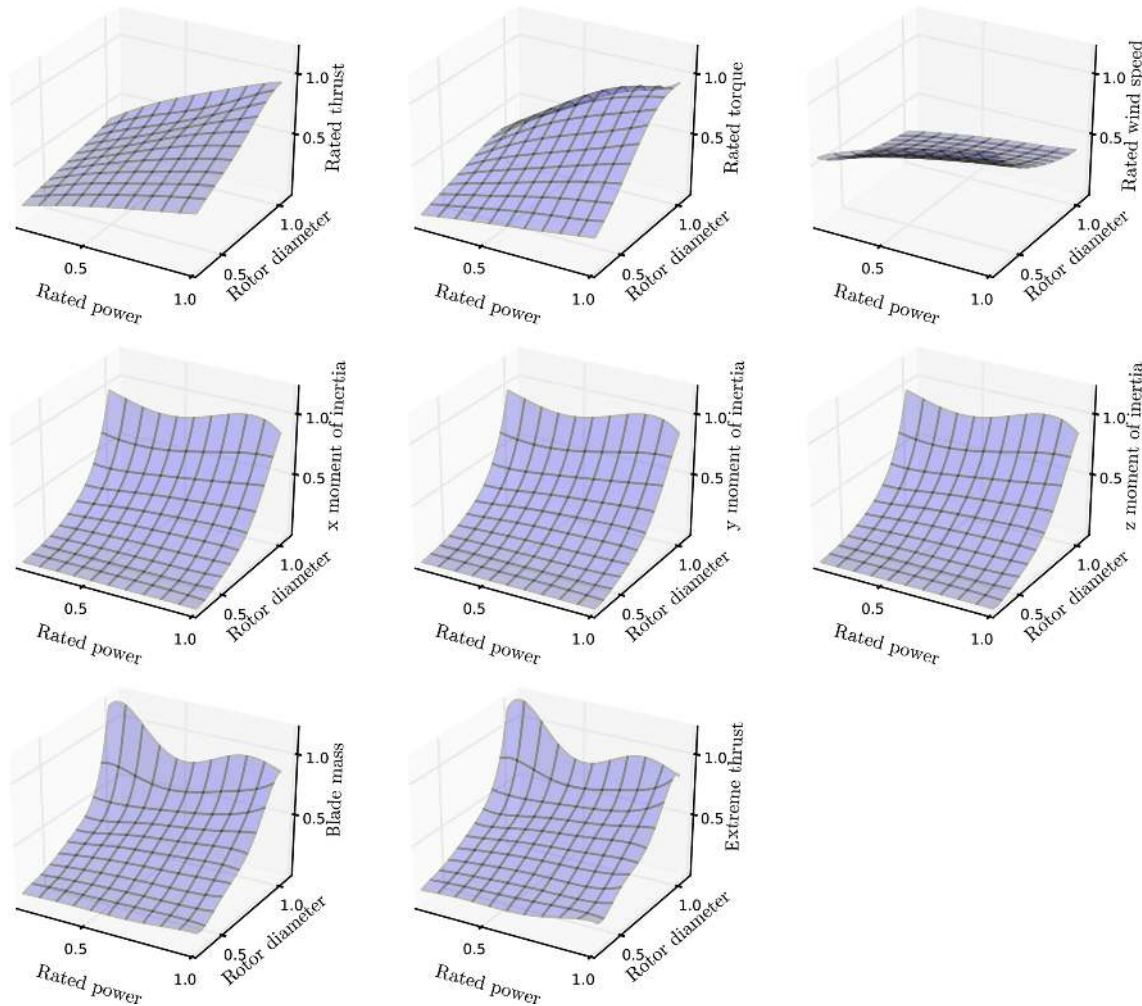 1.0
0.5
Rated thrust
1.0
0.5
Rotor diameter
0.5
1.0
Rated power
1.0
0.5
Rated torque
1.0
0.5
Rotor diameter
0.5
1.0
Rated power
1.0
0.5
Rated wind speed
1.0
0.5
Rotor diameter
0.5
1.0
Rated power
1.0
0.5
x moment of inertia
1.0
0.5
Rotor diameter
0.5
1.0
Rated power
1.0
0.5
y moment of inertia
1.0
0.5
Rotor diameter
0.5
1.0
Rated power
1.0
0.5
z moment of inertia
1.0
0.5
Rotor diameter
0.5
1.0
Rated power
1.0
0.5
Blade mass
1.0
0.5
Rotor diameter
0.5
1.0
Rated power
1.0
0.5
Extreme thrust
1.0
0.5
Rotor diameter
0.5
1.0
Rated power